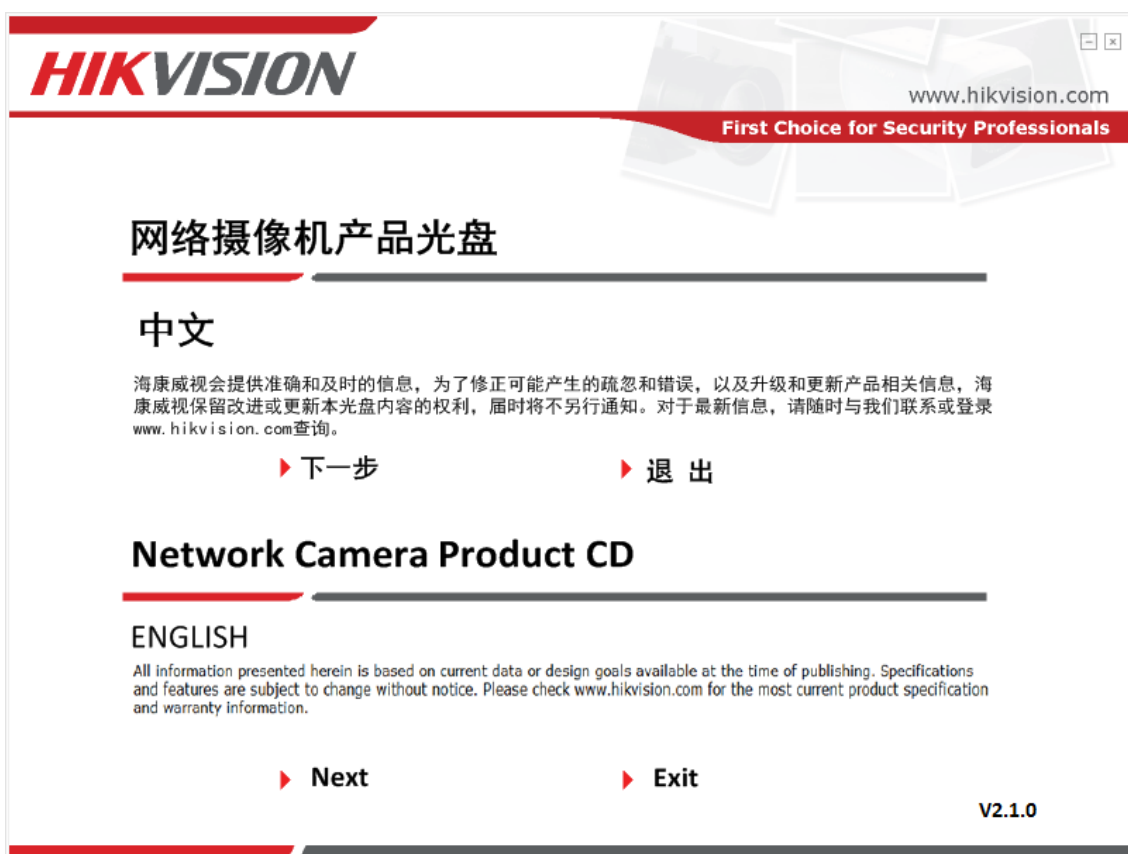 HIKVISION
www.hikvision.com
First Choice for Security Professionals
网络摄像机产品光盘
中文
海康威视会提供准确和及时的信息，为了修正可能产生的疏忽和错误，以及升级和更新产品相关信息，海
康威视保留改进或更新本光盘内容的权利，届时将不另行通知。对于最新信息，请随时与我们联系或登录
www.hikvision.com查询。
下一步 退 出
Network Camera Product CD
ENGLISH
All information presented herein is based on current data or design goals available at the time of publishing. Specifications
and features are subject to change without notice. Please check www.hikvision.com for the most current product specification
and warranty information.
Next Exit
V2.1.0